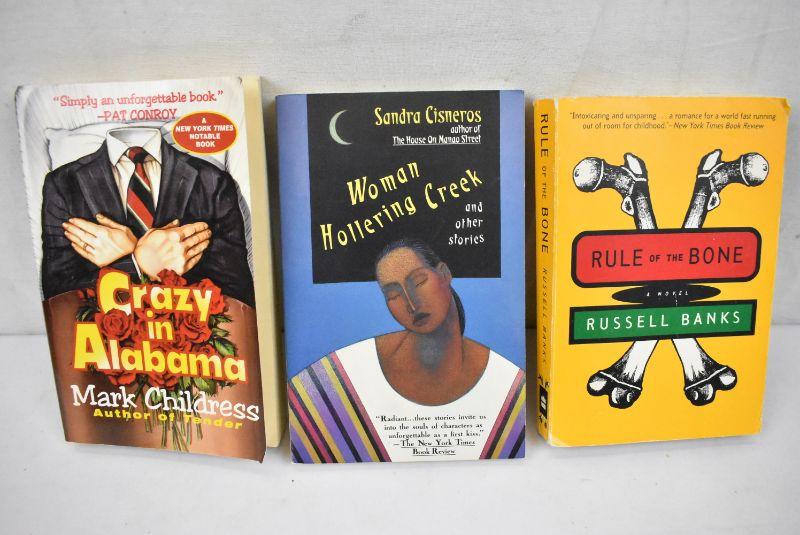 "Simply an unforgettable book."
—PAT CONROY
A
NEW YORK TIMES
NOTABLE
BOOK
Crazy
in
Alabama
Mark Childress
Author of Tender
Sandra Cisneros
author of
The House On Mango Street
Woman
Hollering Creek
and
other
stories
"Radiant...these stories invite us
into the souls of characters as
unforgettable as a first kiss."
—The New York Times
Book Review
RULE OF THE BONE RUSSELL BANKS
"Intoxicating and unsparing . . . a romance for a world fast running
out of room for childhood."—New York Times Book Review
RULE OF THE BONE
A NOVEL
RUSSELL BANKS